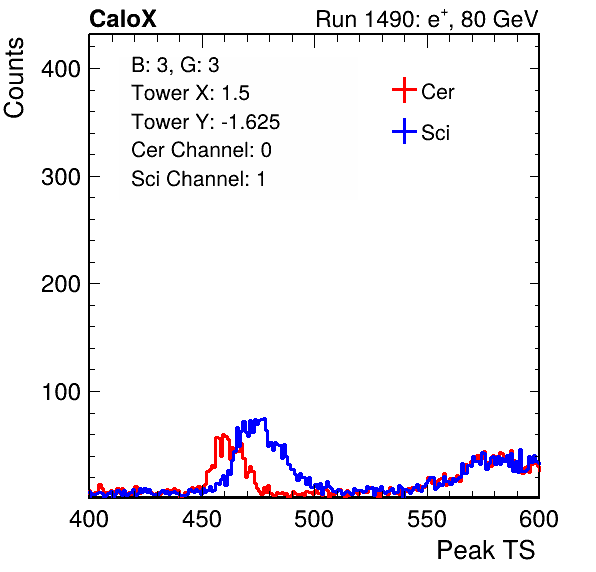 CaloX Run 1490: e+, 80 GeV
Counts
B: 3, G: 3
Tower X: 1.5
Tower Y: -1.625
Cer Channel: 0
Sci Channel: 1
Cer
Sci
400
300
200
100
400 450 500 550 600
Peak TS